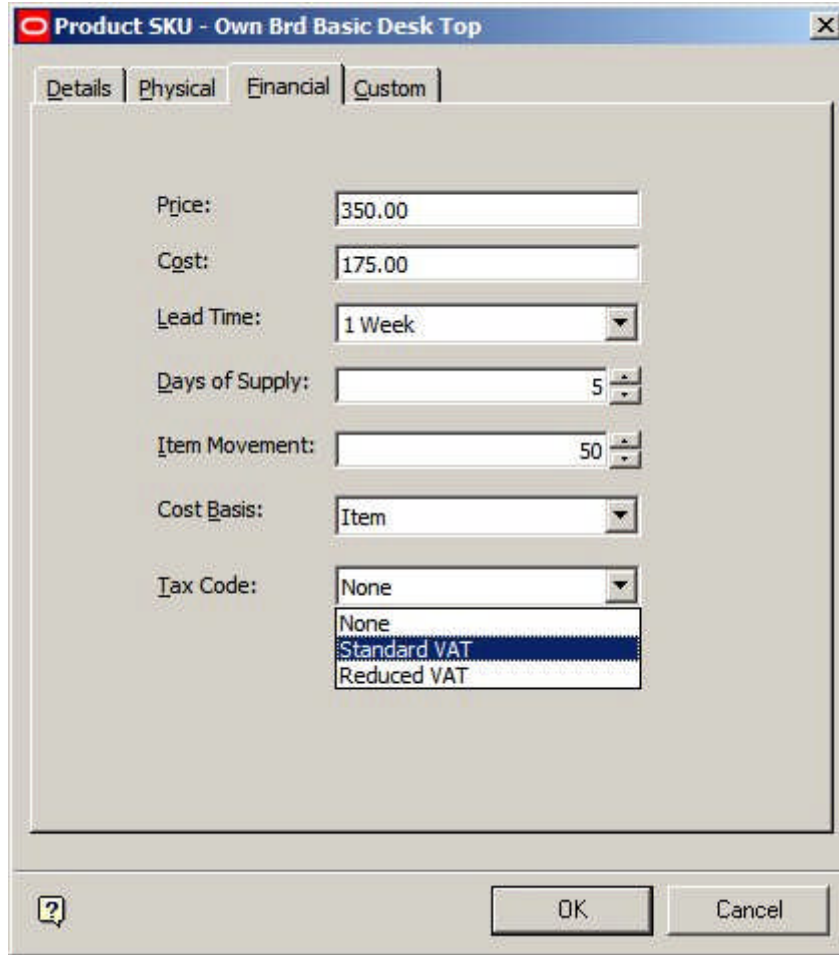 Product SKU - Own Brd Basic Desk Top
Details Physical Financial Custom
Price: 350.00
Cost: 175.00
Lead Time: 1 Week
Days of Supply: 5
Item Movement: 50
Cost Basis: Item
Tax Code: None
None
Standard VAT
Reduced VAT
? OK Cancel